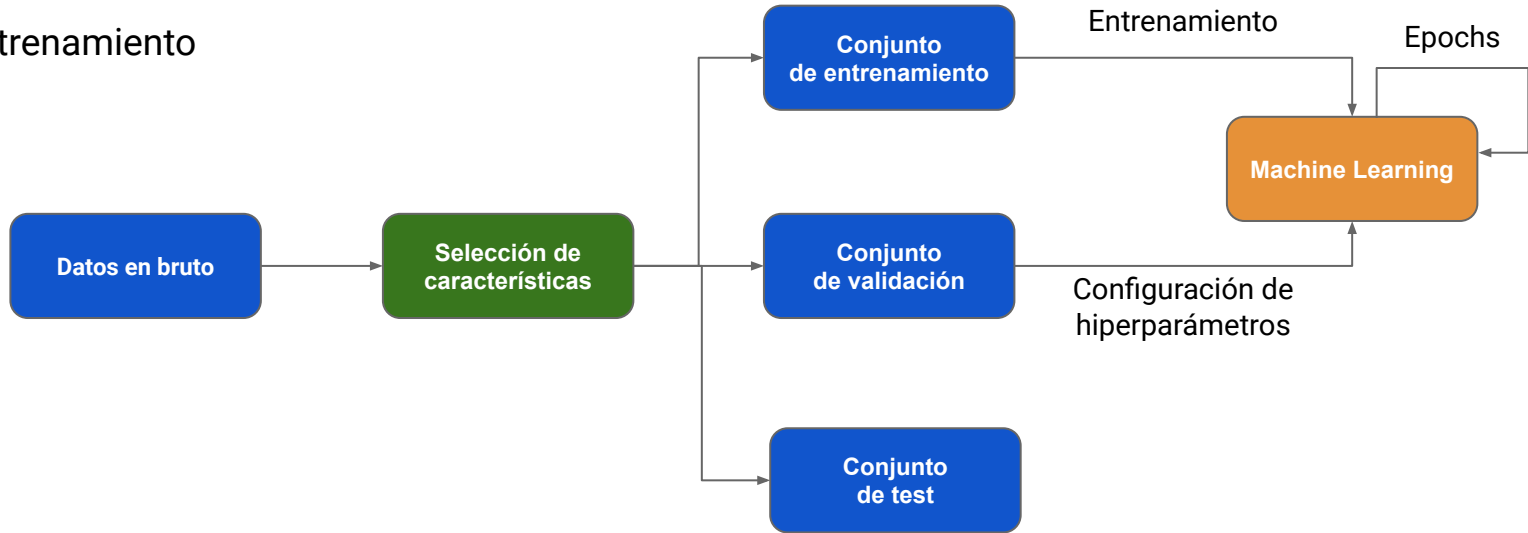 trenamiento
Conjunto
de entrenamiento
Entrenamiento
Epochs
Machine Learning
Datos en bruto
Selección de
características
Conjunto
de validación
Configuración de
hiperparámetros
Conjunto
de test